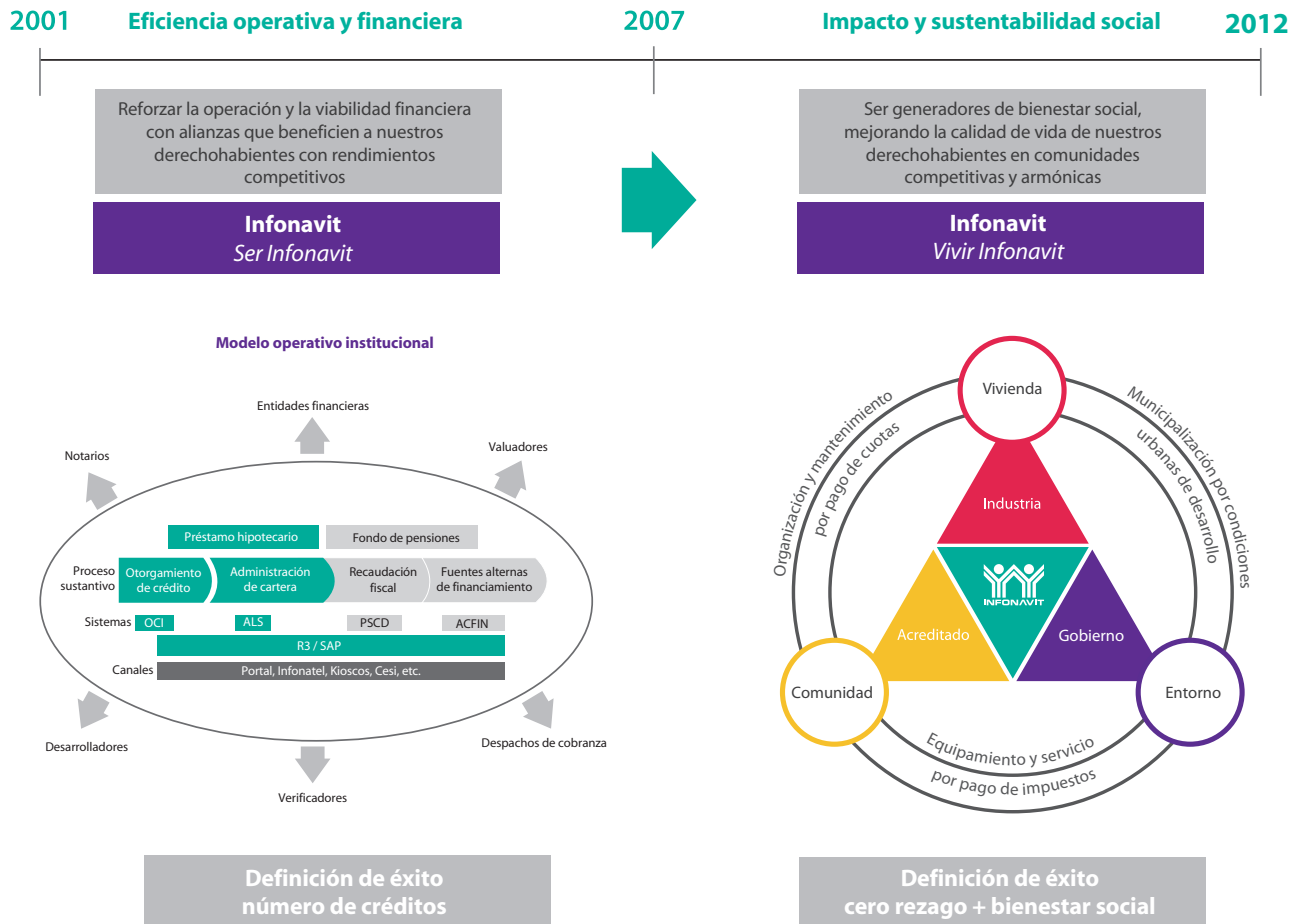 2001
Eficiencia operativa y financiera
2007
Impacto y sustentabilidad social
2012
Reforzar la operación y la viabilidad financiera
con alianzas que beneficien a nuestros
derechohabientes con rendimientos
competitivos
Infonavit
Ser Infonavit
Ser generadores de bienestar social,
mejorando la calidad de vida de nuestros
derechohabientes en comunidades
competitivas y armónicas
Infonavit
Vivir Infonavit
Modelo operativo institucional
Entidades financieras
Notarios
Valuadores
Préstamo hipotecario
Fondo de pensiones
Proceso
sustantivo
Otorgamiento
de crédito
Administración
de cartera
Recaudación
fiscal
Fuentes alternas
de financiamiento
Sistemas
OCI
ALS
PSCD
ACFIN
R3 / SAP
Canales
Portal, Infonatel, Kioscos, Cesi, etc.
Desarrolladores
Despachos de cobranza
Verificadores
Definición de éxito
número de créditos
Vivienda
Organización y mantenimiento
por pago de cuotas
Municipalización por condiciones
urbanas de desarrollo
Industria
INFONAVIT
Acreditado
Gobierno
Comunidad
Entorno
Equipamiento y servicio
por pago de impuestos
Definición de éxito
cero rezago + bienestar social